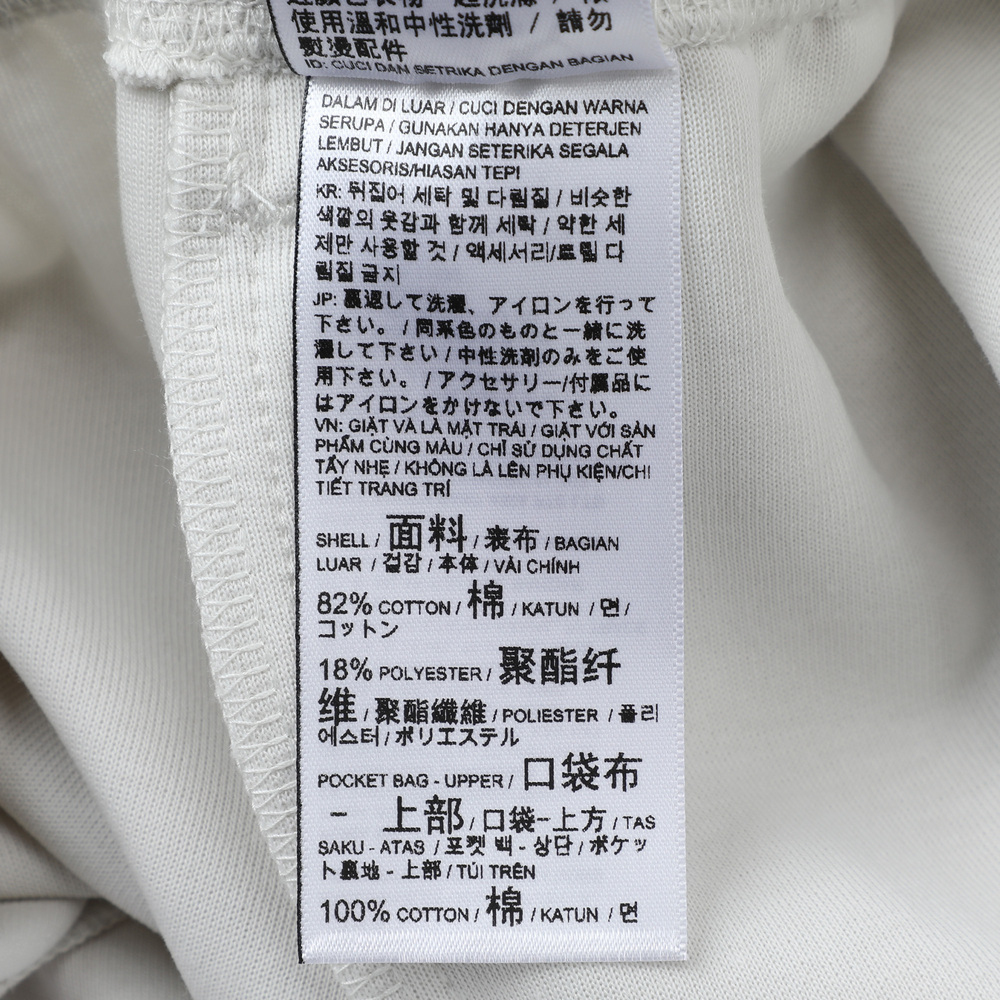 使用溫和中性洗劑 / 請勿
熨燙配件
ID: CUCI DAN SETRIKA DENGAN BAGIAN
DALAM DI LUAR / CUCI DENGAN WARNA
SERUPA / GUNAKAN HANYA DETERJEN
LEMBUT / JANGAN SETERIKA SEGALA
AKSESORIS/HIASAN TEPI
KR: 뒤집어 세탁 및 다림질 / 비슷한
색깔의 옷감과 함께 세탁 / 약한 세
제만 사용할 것 / 액세서리/트림 다
림질 금지
JP: 裏返して洗濯、アイロンを行って
下さい。 / 同系色のものと一緒に洗
濯して下さい / 中性洗剤のみをご使
用下さい。 / アクセサリー/付属品に
はアイロンをかけないで下さい。
VN: GIẶT VÀ LÀ MẶT TRÁI / GIẶT VỚI SẢN
PHẨM CÙNG MÀU / CHỈ SỬ DỤNG CHẤT
TẨY NHẸ / KHÔNG LÀ LÊN PHỤ KIỆN/CHI
TIẾT TRANG TRÍ
SHELL / 面料 / 表布 / BAGIAN
LUAR / 겉감 / 本体 / VẢI CHÍNH
82% COTTON / 棉 / KATUN / 면 /
コットン
18% POLYESTER / 聚酯纤
维 / 聚酯纖維 / POLIESTER / 폴리
에스터 / ポリエステル
POCKET BAG - UPPER / 口袋布
- 上部 / 口袋-上方 / TAS
SAKU - ATAS / 포켓 백 - 상단 / ポケッ
ト裏地 - 上部 / TÚI TRÊN
100% COTTON / 棉 / KATUN / 면